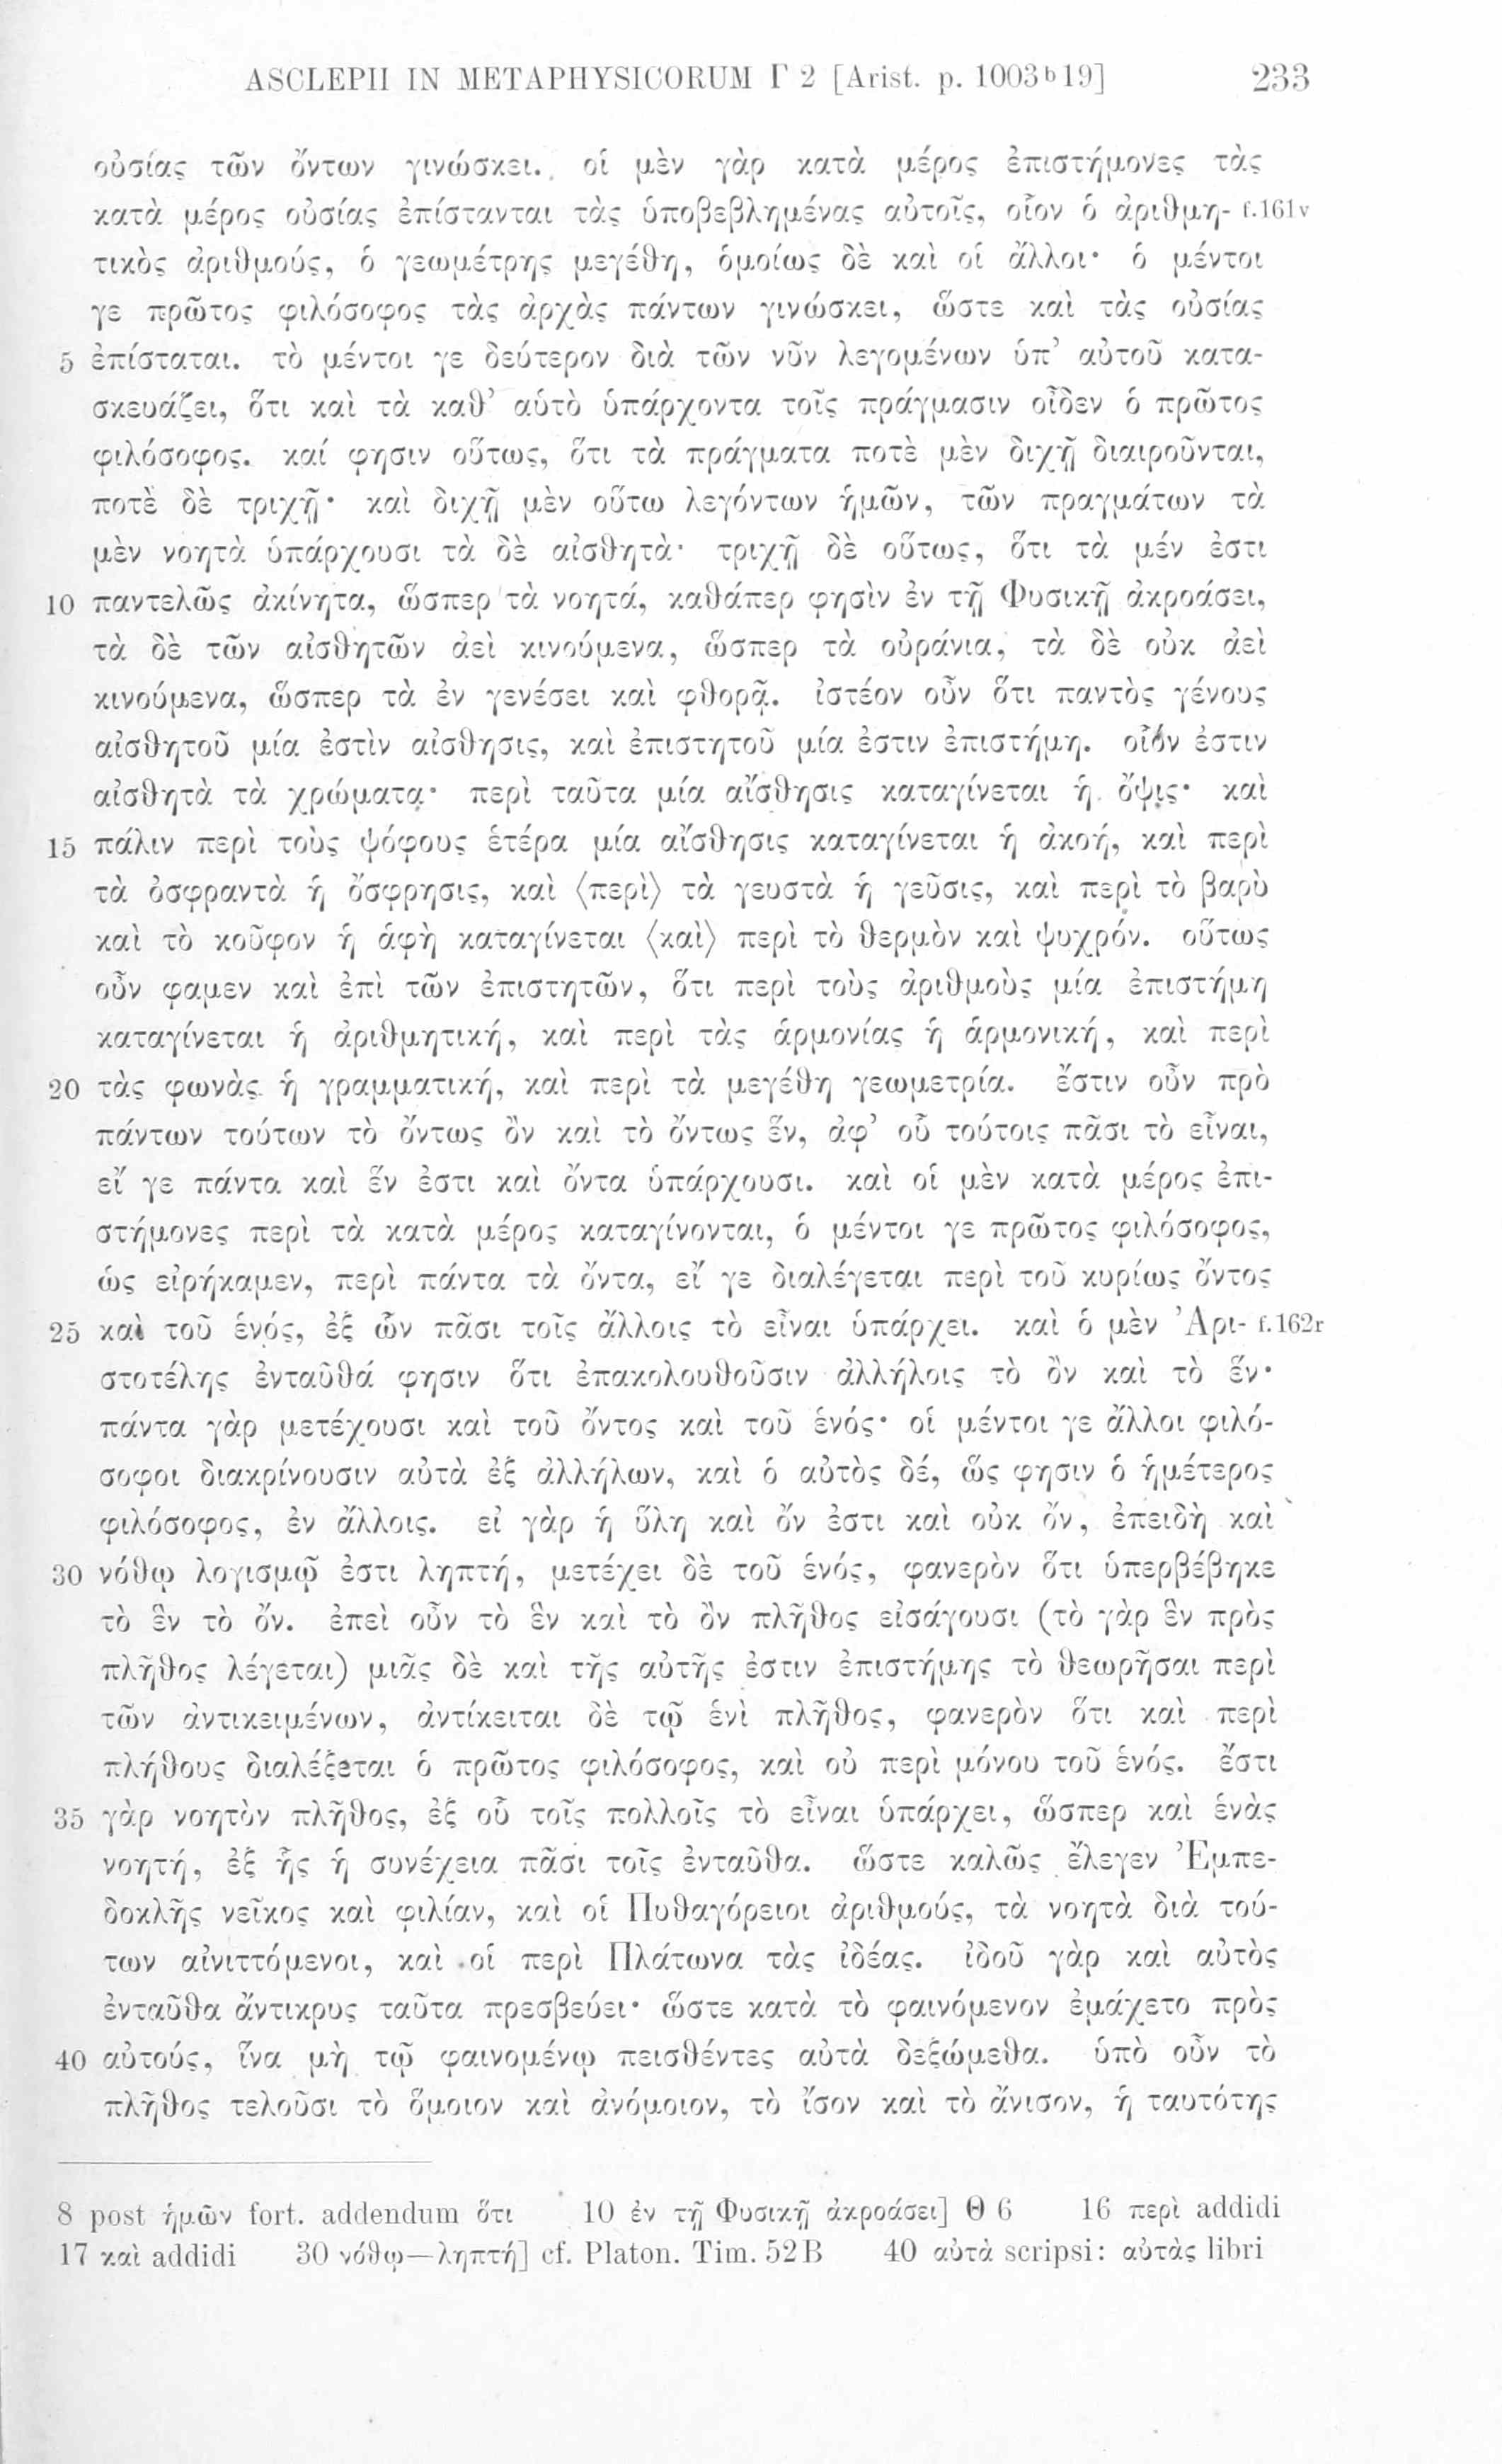 ASCLEPII IN METAPHYSICORUM Γ 2 [Arist. p. 1003ᵇ19] 233
οὐσίας τῶν ὄντων γινώσκει. οἱ μὲν γὰρ κατὰ μέρος ἐπιστήμονες τὰς
κατὰ μέρος οὐσίας ἐπίστανται τὰς ὑποβεβλημένας αὐτοῖς, οἷον ὁ ἀριθμη- f.161v
τικὸς ἀριθμούς, ὁ γεωμέτρης μεγέθη, ὁμοίως δὲ καὶ οἱ ἄλλοι· ὁ μέντοι
γε πρῶτος φιλόσοφος τὰς ἀρχὰς πάντων γινώσκει, ὥστε καὶ τὰς οὐσίας
5 ἐπίσταται. τὸ μέντοι γε δεύτερον διὰ τῶν νῦν λεγομένων ὑπ’ αὐτοῦ κατα-
σκευάζει, ὅτι καὶ τὰ καθ’ αὑτὸ ὑπάρχοντα τοῖς πράγμασιν οἶδεν ὁ πρῶτος
φιλόσοφος. καί φησιν οὕτως, ὅτι τὰ πράγματα ποτὲ μὲν διχῇ διαιροῦνται,
ποτὲ δὲ τριχῇ· καὶ διχῇ μὲν οὕτω λεγόντων ἡμῶν, τῶν πραγμάτων τὰ
μὲν νοητὰ ὑπάρχουσι τὰ δὲ αἰσθητά· τριχῇ δὲ οὕτως, ὅτι τὰ μέν ἐστι
10 παντελῶς ἀκίνητα, ὥσπερ τὰ νοητά, καθάπερ φησὶν ἐν τῇ Φυσικῇ ἀκροάσει,
τὰ δὲ τῶν αἰσθητῶν ἀεὶ κινούμενα, ὥσπερ τὰ οὐράνια, τὰ δὲ οὐκ ἀεὶ
κινούμενα, ὥσπερ τὰ ἐν γενέσει καὶ φθορᾷ. ἰστέον οὖν ὅτι παντὸς γένους
αἰσθητοῦ μία ἐστὶν αἴσθησις, καὶ ἐπιστητοῦ μία ἐστιν ἐπιστήμη. οἷόν ἐστιν
αἰσθητὰ τὰ χρώματα· περὶ ταῦτα μία αἴσθησις καταγίνεται ἡ ὄψις· καὶ
15 πάλιν περὶ τοὺς ψόφους ἑτέρα μία αἴσθησις καταγίνεται ἡ ἀκοή, καὶ περὶ
τὰ ὀσφραντὰ ἡ ὄσφρησις, καὶ 〈περὶ〉 τὰ γευστὰ ἡ γεῦσις, καὶ περὶ τὸ βαρὺ
καὶ τὸ κοῦφον ἡ ἁφὴ καταγίνεται 〈καὶ〉 περὶ τὸ θερμὸν καὶ ψυχρόν. οὕτως
οὖν φαμεν καὶ ἐπὶ τῶν ἐπιστητῶν, ὅτι περὶ τοὺς ἀριθμοὺς μία ἐπιστήμη
καταγίνεται ἡ ἀριθμητική, καὶ περὶ τὰς ἁρμονίας ἡ ἁρμονική, καὶ περὶ
20 τὰς φωνὰς ἡ γραμματική, καὶ περὶ τὰ μεγέθη γεωμετρία. ἔστιν οὖν πρὸ
πάντων τούτων τὸ ὄντως ὂν καὶ τὸ ὄντως ἕν, ἀφ’ οὗ τούτοις πᾶσι τὸ εἶναι,
εἴ γε πάντα καὶ ἕν ἐστι καὶ ὄντα ὑπάρχουσι. καὶ οἱ μὲν κατὰ μέρος ἐπι-
στήμονες περὶ τὰ κατὰ μέρος καταγίνονται, ὁ μέντοι γε πρῶτος φιλόσοφος,
ὡς εἰρήκαμεν, περὶ πάντα τὰ ὄντα, εἴ γε διαλέγεται περὶ τοῦ κυρίως ὄντος
25 καὶ τοῦ ἑνός, ἐξ ὧν πᾶσι τοῖς ἄλλοις τὸ εἶναι ὑπάρχει. καὶ ὁ μὲν Ἀρι- f.162r
στοτέλης ἐνταῦθά φησιν ὅτι ἐπακολουθοῦσιν ἀλλήλοις τὸ ὂν καὶ τὸ ἕν·
πάντα γὰρ μετέχουσι καὶ τοῦ ὄντος καὶ τοῦ ἑνός· οἱ μέντοι γε ἄλλοι φιλό-
σοφοι διακρίνουσιν αὐτὰ ἐξ ἀλλήλων, καὶ ὁ αὐτὸς δέ, ὥς φησιν ὁ ἡμέτερος
φιλόσοφος, ἐν ἄλλοις. εἰ γὰρ ἡ ὕλη καὶ ὄν ἐστι καὶ οὐκ ὄν, ἐπειδὴ καὶ
30 νόθῳ λογισμῷ ἐστι ληπτή, μετέχει δὲ τοῦ ἑνός, φανερὸν ὅτι ὑπερβέβηκε
τὸ ἓν τὸ ὄν. ἐπεὶ οὖν τὸ ἓν καὶ τὸ ὂν πλῆθος εἰσάγουσι (τὸ γὰρ ἓν πρὸς
πλῆθος λέγεται) μιᾶς δὲ καὶ τῆς αὐτῆς ἐστιν ἐπιστήμης τὸ θεωρῆσαι περὶ
τῶν ἀντικειμένων, ἀντίκειται δὲ τῷ ἑνὶ πλῆθος, φανερὸν ὅτι καὶ περὶ
πλήθους διαλέξεται ὁ πρῶτος φιλόσοφος, καὶ οὐ περὶ μόνου τοῦ ἑνός. ἔστι
35 γὰρ νοητὸν πλῆθος, ἐξ οὗ τοῖς πολλοῖς τὸ εἶναι ὑπάρχει, ὥσπερ καὶ ἑνὰς
νοητή, ἐξ ἧς ἡ συνέχεια πᾶσι τοῖς ἐνταῦθα. ὥστε καλῶς ἔλεγεν Ἐμπε-
δοκλῆς νεῖκος καὶ φιλίαν, καὶ οἱ Πυθαγόρειοι ἀριθμούς, τὰ νοητὰ διὰ τού-
των αἰνιττόμενοι, καὶ οἱ περὶ Πλάτωνα τὰς ἰδέας. ἰδοῦ γὰρ καὶ αὐτὸς
ἐνταῦθα ἄντικρυς ταῦτα πρεσβεύει· ὥστε κατὰ τὸ φαινόμενον ἐμάχετο πρὸς
40 αὐτούς, ἵνα μὴ τῷ φαινομένῳ πεισθέντες αὐτὰ δεξώμεθα. ὑπὸ οὖν τὸ
πλῆθος τελοῦσι τὸ ὅμοιον καὶ ἀνόμοιον, τὸ ἴσον καὶ τὸ ἄνισον, ἡ ταυτότης
8 post ἡμῶν fort. addendum ὅτι 10 ἐν τῇ Φυσικῇ ἀκροάσει] Θ 6 16 περὶ addidi
17 καὶ addidi 30 νόθῳ—ληπτή] cf. Platon. Tim. 52B 40 αὐτὰ scripsi: αὐτὰς libri